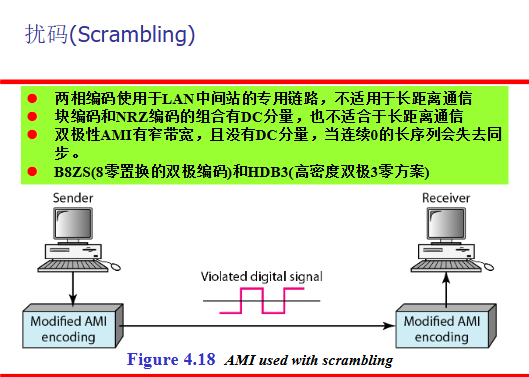 扰码(Scrambling)
两相编码使用于LAN中间站的专用链路，不适用于长距离通信
块编码和NRZ编码的组合有DC分量，也不适合于长距离通信
双极性AMI有窄带宽，且没有DC分量，当连续0的长序列会失去同
步。
B8ZS(8零置换的双极编码)和HDB3(高密度双极3零方案)
Sender
Receiver
Violated digital signal
Modified AMI
encoding
Modified AMI
encoding
Figure 4.18 AMI used with scrambling